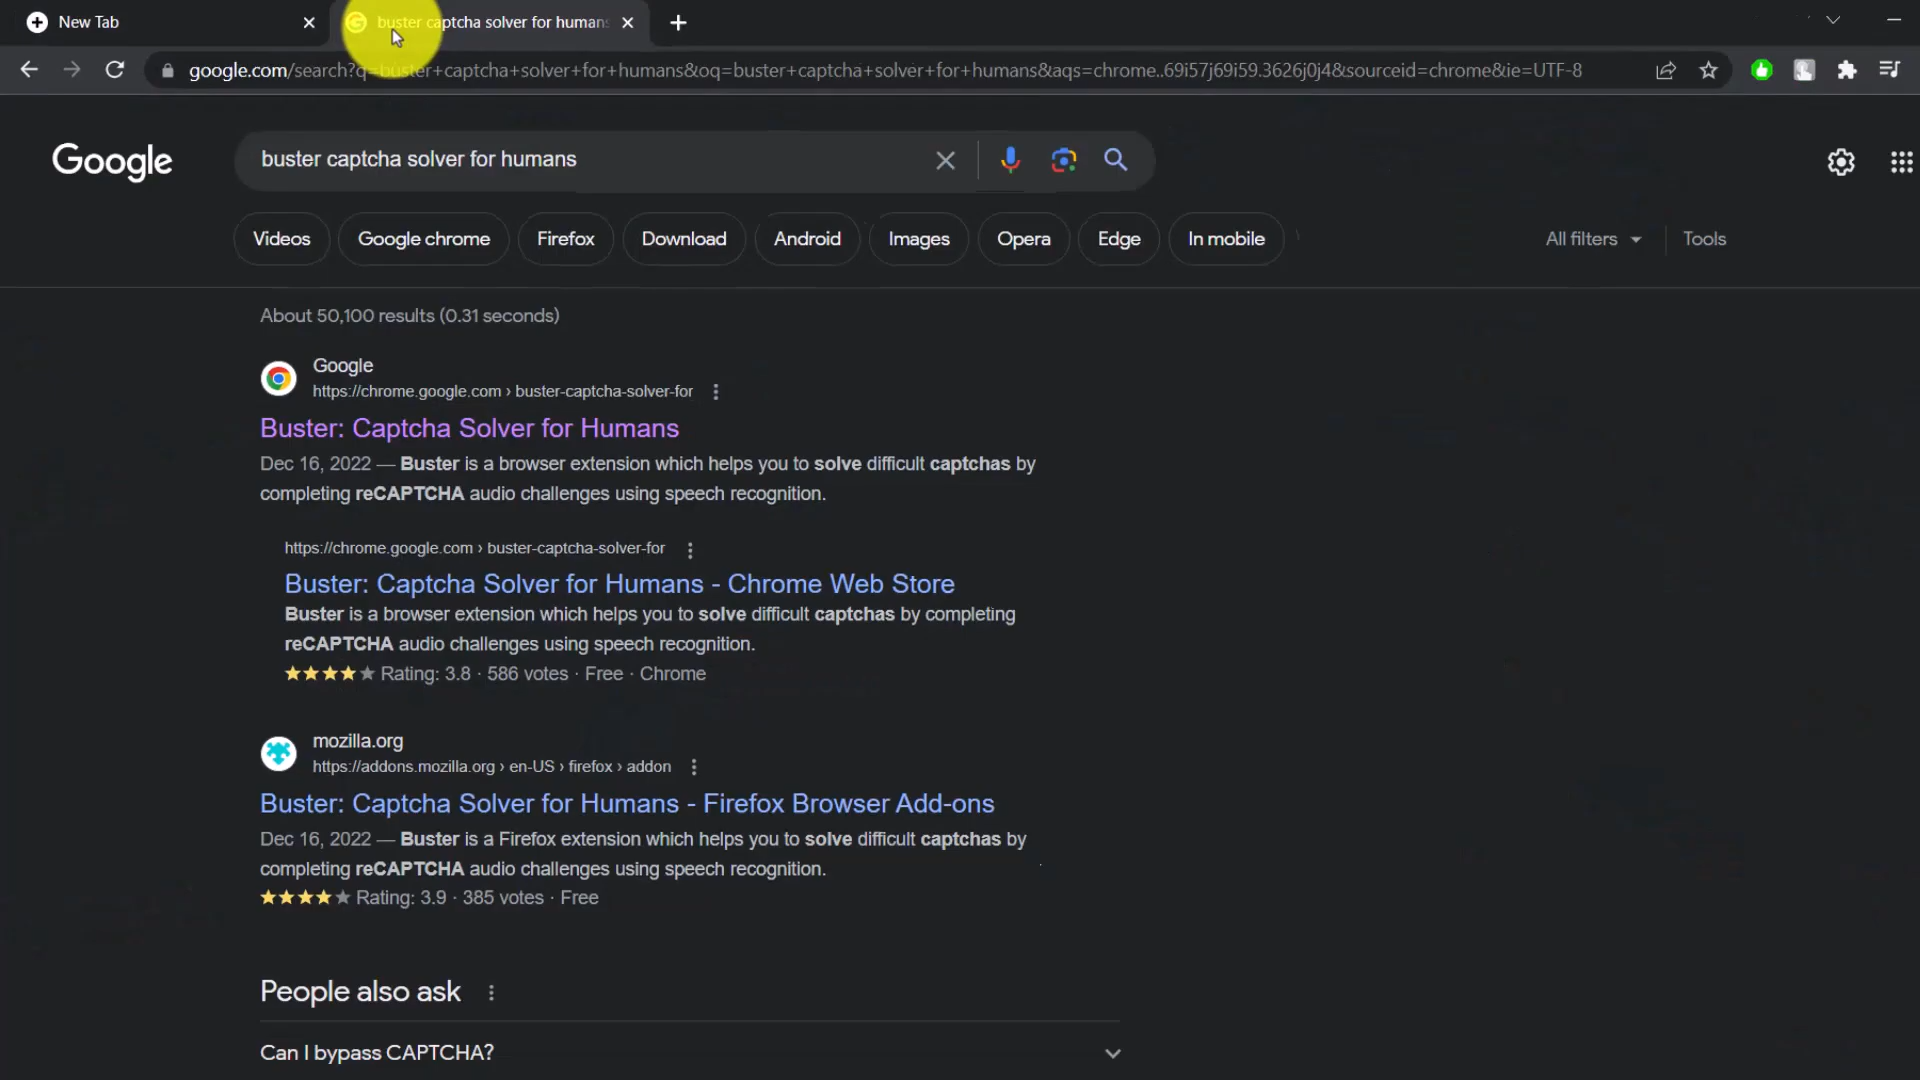 New Tab
buster captcha solver for humans
google.com/search?q=buster+captcha+solver+for+humans&oq=buster+captcha+solver+for+humans&aqs=chrome..69i57j69i59.3626j0j4&sourceid=chrome&ie=UTF-8
Google
buster captcha solver for humans
Videos
Google chrome
Firefox
Download
Android
Images
Opera
Edge
In mobile
All filters
Tools
About 50,100 results (0.31 seconds)
Google
https://chrome.google.com › buster-captcha-solver-for
Buster: Captcha Solver for Humans
Dec 16, 2022 — Buster is a browser extension which helps you to solve difficult captchas by
completing reCAPTCHA audio challenges using speech recognition.
https://chrome.google.com › buster-captcha-solver-for
Buster: Captcha Solver for Humans - Chrome Web Store
Buster is a browser extension which helps you to solve difficult captchas by completing
reCAPTCHA audio challenges using speech recognition.
Rating: 3.8 · 586 votes · Free · Chrome
mozilla.org
https://addons.mozilla.org › en-US › firefox › addon
Buster: Captcha Solver for Humans - Firefox Browser Add-ons
Dec 16, 2022 — Buster is a Firefox extension which helps you to solve difficult captchas by
completing reCAPTCHA audio challenges using speech recognition.
Rating: 3.9 · 385 votes · Free
People also ask
Can I bypass CAPTCHA?